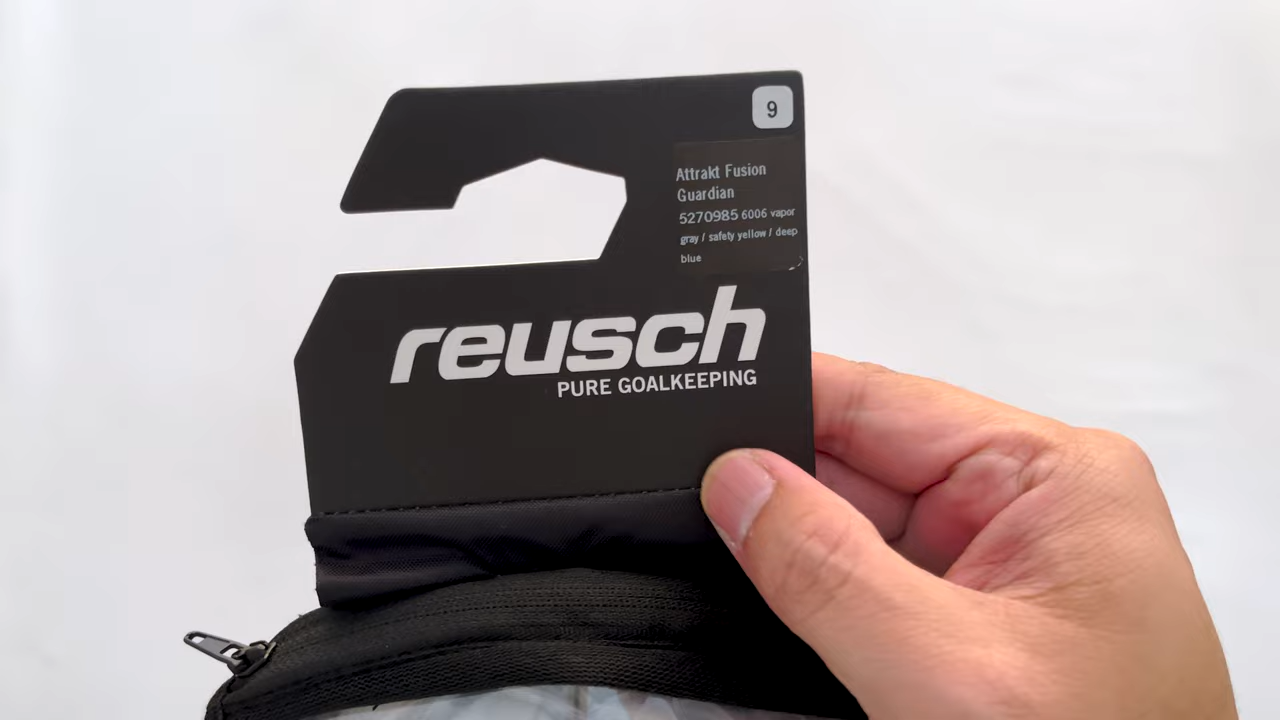 9
Attrakt Fusion
Guardian
5270985 6006 vapor
gray / safety yellow / deep
blue
reusch
PURE GOALKEEPING